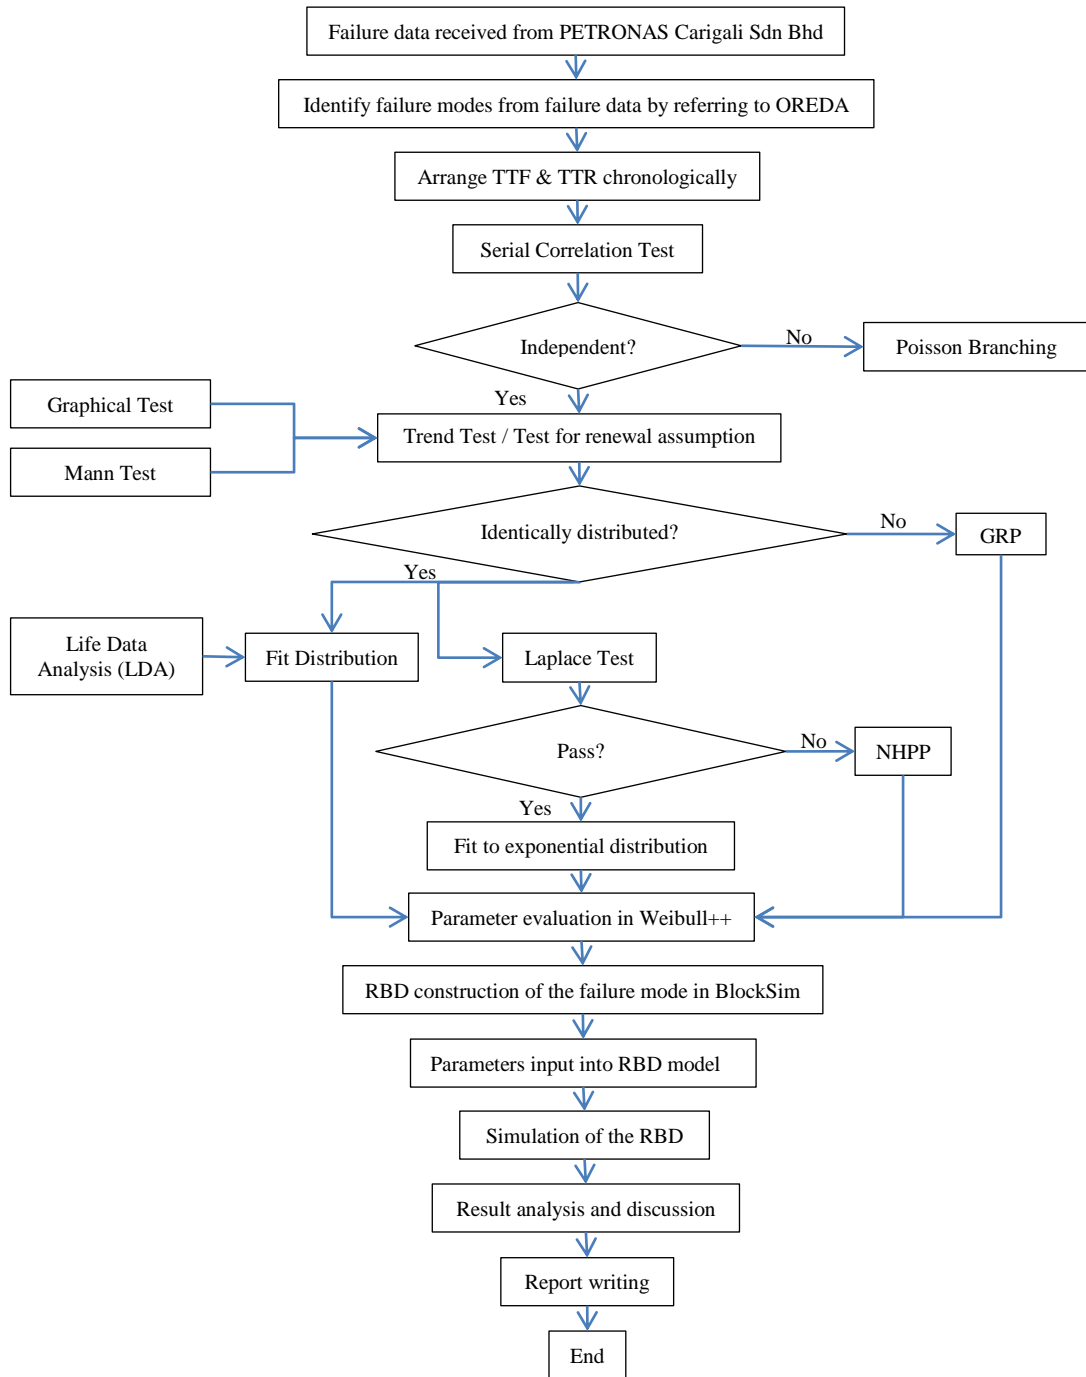 Failure data received from PETRONAS Carigali Sdn Bhd
Identify failure modes from failure data by referring to OREDA
Arrange TTF & TTR chronologically
Serial Correlation Test
Independent?
No
Poisson Branching
Yes
Graphical Test
Mann Test
Trend Test / Test for renewal assumption
Identically distributed?
No
GRP
Yes
Life Data
Analysis (LDA)
Fit Distribution
Laplace Test
Pass?
No
NHPP
Yes
Fit to exponential distribution
Parameter evaluation in Weibull++
RBD construction of the failure mode in BlockSim
Parameters input into RBD model
Simulation of the RBD
Result analysis and discussion
Report writing
End